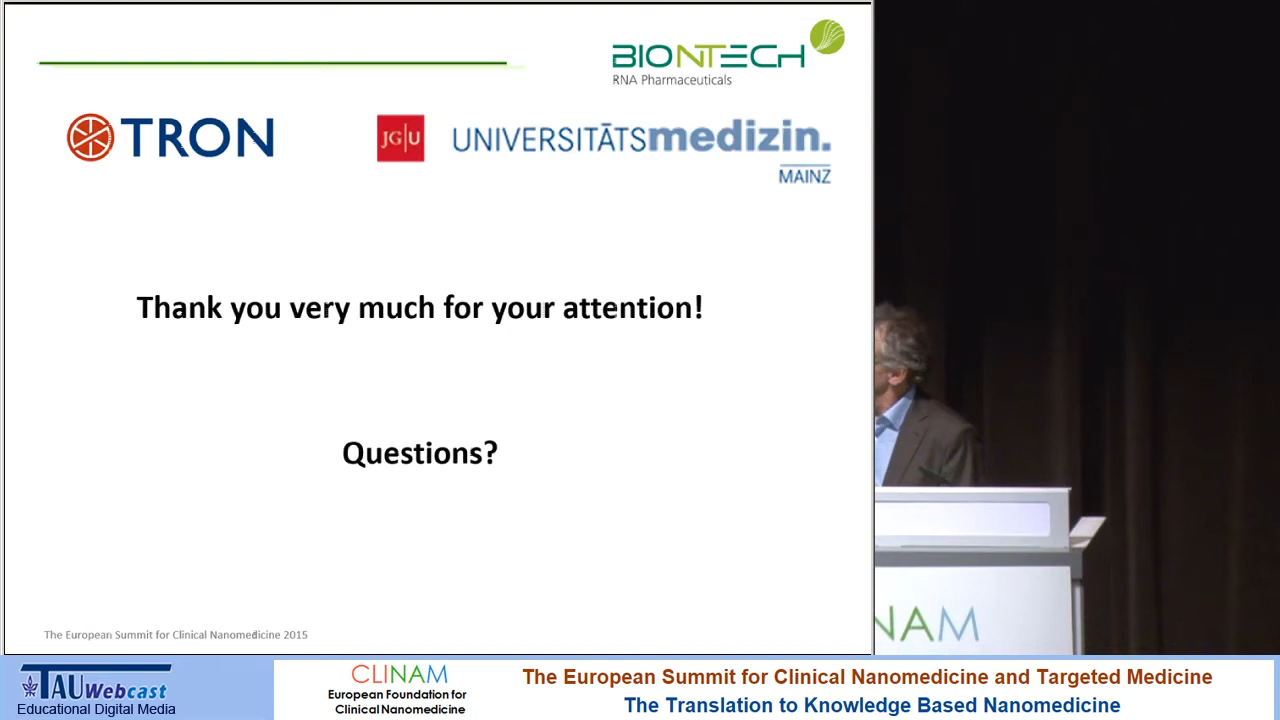 BIONTECH
RNA Pharmaceuticals
TRON
JG|U
UNIVERSITĀTSmedizin.
MAINZ
Thank you very much for your attention!
Questions?
The European Summit for Clinical Nanomedicine 2015
NAM
TAUWebcast
Educational Digital Media
CLINAM
European Foundation for
Clinical Nanomedicine
The European Summit for Clinical Nanomedicine and Targeted Medicine
The Translation to Knowledge Based Nanomedicine